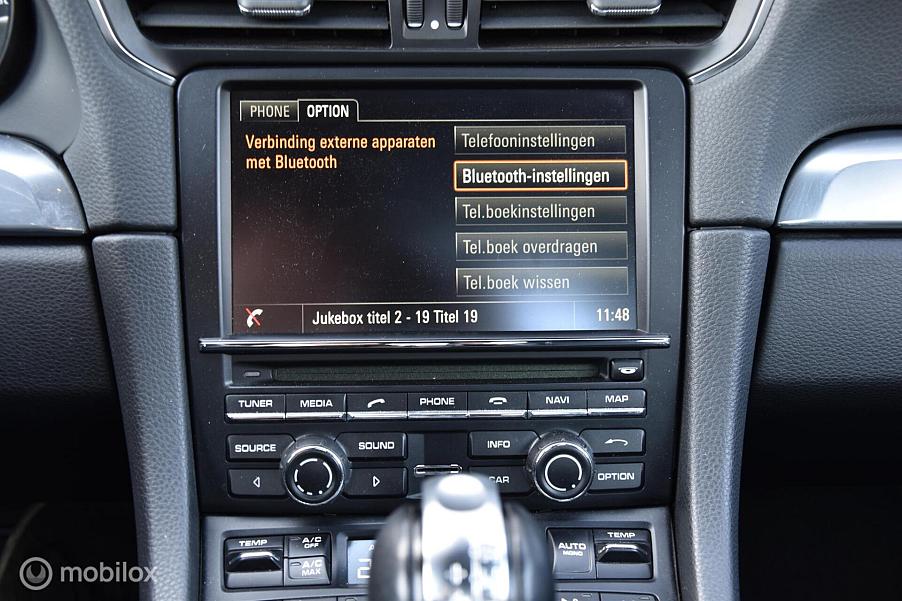 PHONE OPTION
Verbinding externe apparaten
met Bluetooth
Telefooninstellingen
Bluetooth-instellingen
Tel.boekinstellingen
Tel.boek overdragen
Tel.boek wissen
Jukebox titel 2 - 19 Titel 19 11:48
TUNER MEDIA PHONE NAVI MAP
SOURCE SOUND INFO
CAR OPTION
TEMP A/C OFF AUTO MONO TEMP
A/C MAX
mobilox